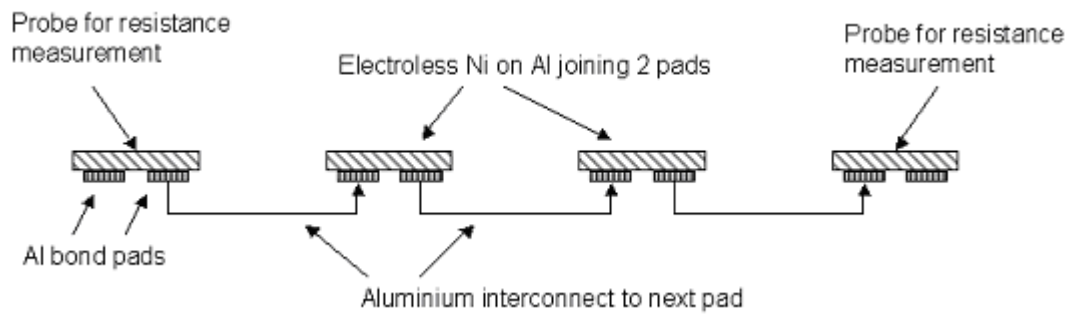 Probe for resistance
measurement
Electroless Ni on Al joining 2 pads
Probe for resistance
measurement
Al bond pads
Aluminium interconnect to next pad